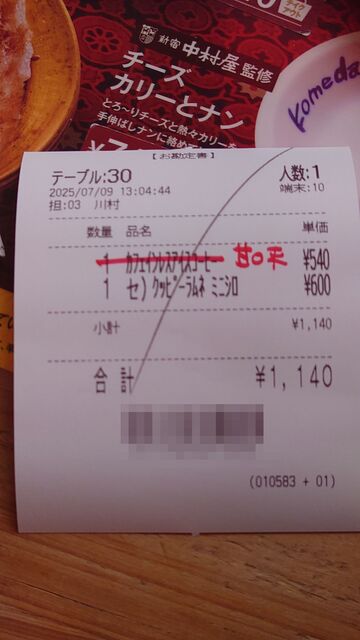 新宿 中村屋 監修
チーズ
カリーとナン
とろ～りチーズと熱々カリーを
手伸ばしナンに絡めて
Komeda
[お勘定書]
テーブル:30 人数:1
2025/07/09 13:04:44 端末:10
担:03 川村
数量 品名 単価
1 カフェインレスアイスコーヒー 甘0 ¥540
1 セ)クッピーラムネ ミニシロ ¥600
小計 ¥1,140
合計 ¥1,140
(010583 + 01)